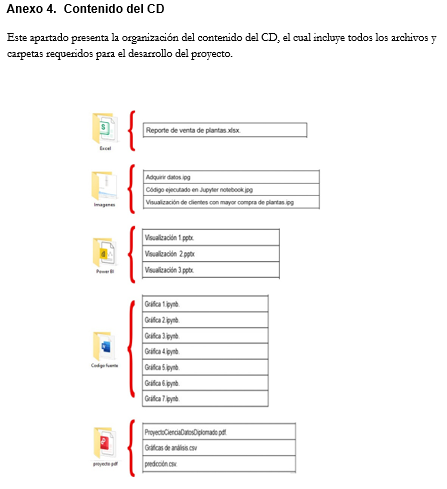 Anexo 4. Contenido del CD
Este apartado presenta la organización del contenido del CD, el cual incluye todos los archivos y
carpetas requeridos para el desarrollo del proyecto.
Reporte de venta de plantas.xlsx.
Excel
Adquirir datos.jpg
Código ejecutado en Jupyter notebook.jpg
Visualización de clientes con mayor compra de plantas.jpg
Imagenes
Visualización 1.pptx.
Visualización 2.pptx
Visualización 3.pptx.
Power BI
Gráfica 1.ipynb.
Gráfica 2.ipynb.
Gráfica 3.ipynb.
Gráfica 4.ipynb.
Gráfica 5.ipynb.
Gráfica 6.ipynb.
Gráfica 7.ipynb.
Codigo fuente
ProyectoCienciaDatosDiplomado.pdf.
Gráficas de análisis.csv
predicción.csv.
proyecto pdf